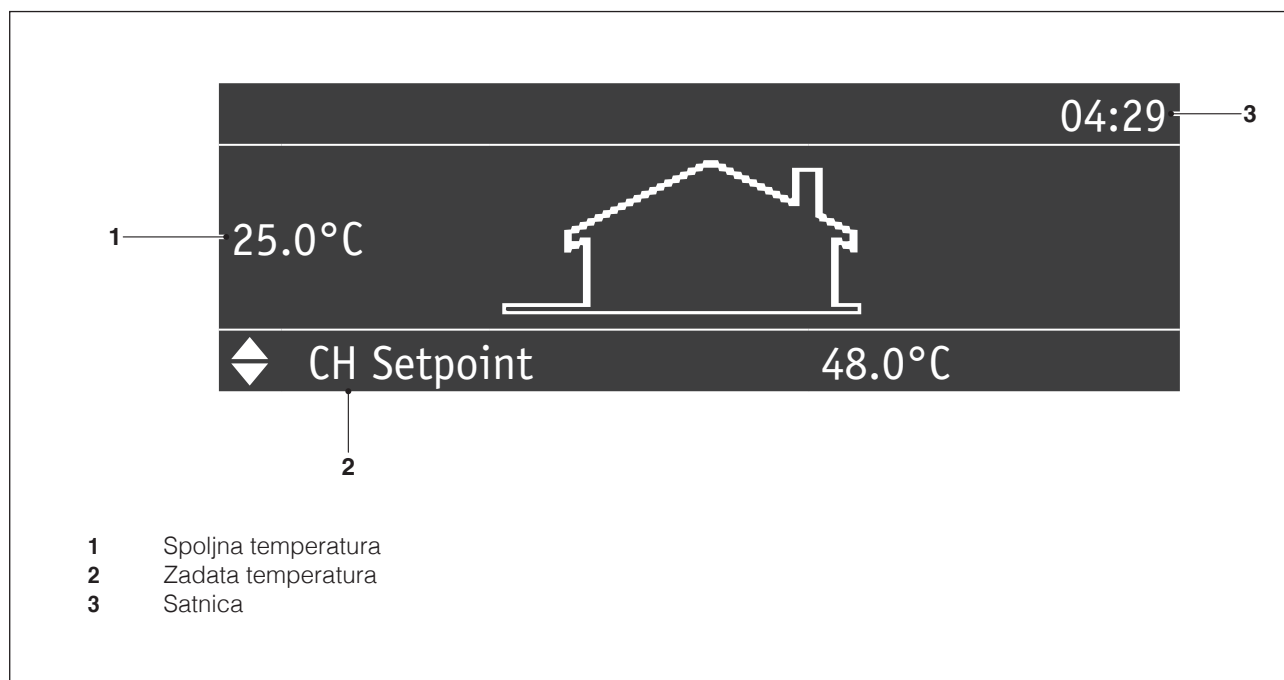 04:29
3
1
25.0°C
CH Setpoint 48.0°C
2
1 Spoljna temperatura
2 Zadata temperatura
3 Satnica